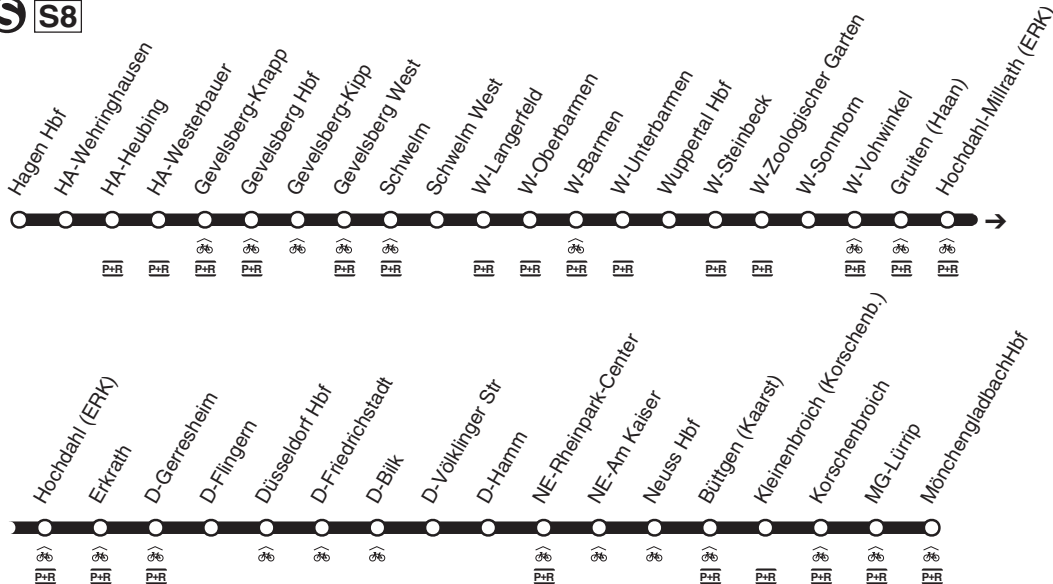 S S8
Hagen Hbf
HA-Wehringhausen
HA-Heubing
HA-Westerbauer
Gevelsberg-Knapp
Gevelsberg Hbf
Gevelsberg-Kipp
Gevelsberg West
Schwelm
Schwelm West
W-Langerfeld
W-Oberbarmen
W-Barmen
W-Unterbarmen
Wuppertal Hbf
W-Steinbeck
W-Zoologischer Garten
W-Sonnborn
W-Vohwinkel
Gruiten (Haan)
Hochdahl-Millrath (ERK)
P+R P+R P+R P+R P+R P+R P+R P+R P+R P+R P+R P+R P+R P+R P+R
Hochdahl (ERK)
Erkrath
D-Gerresheim
D-Flingern
Düsseldorf Hbf
D-Friedrichstadt
D-Bilk
D-Völklinger Str
D-Hamm
NE-Rheinpark-Center
NE-Am Kaiser
Neuss Hbf
Büttgen (Kaarst)
Kleinenbroich (Korschenb.)
Korschenbroich
MG-Lürrip
MönchengladbachHbf
P+R P+R P+R P+R P+R P+R P+R P+R P+R